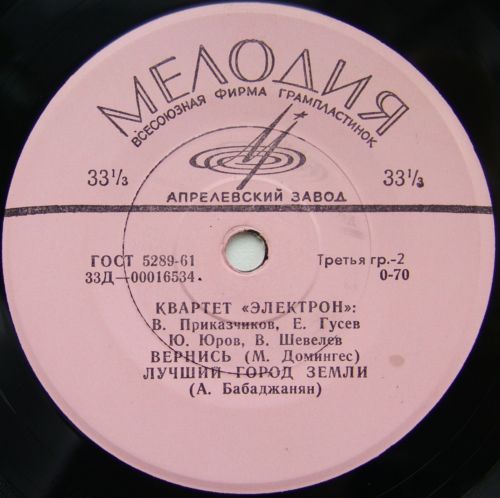 МЕЛОДИЯ
ВСЕСОЮЗНАЯ ФИРМА ГРАМПЛАСТИНОК
33⅓ 33⅓
АПРЕЛЕВСКИЙ ЗАВОД
ГОСТ 5289-61 Третья гр.-2
33Д—00016534. 0-70
КВАРТЕТ «ЭЛЕКТРОН»:
В. Приказчиков, Е. Гусев
Ю. Юров, В. Шевелев
ВЕРНИСЬ (М. Домингес)
ЛУЧШИЙ ГОРОД ЗЕМЛИ
(А. Бабаджанян)